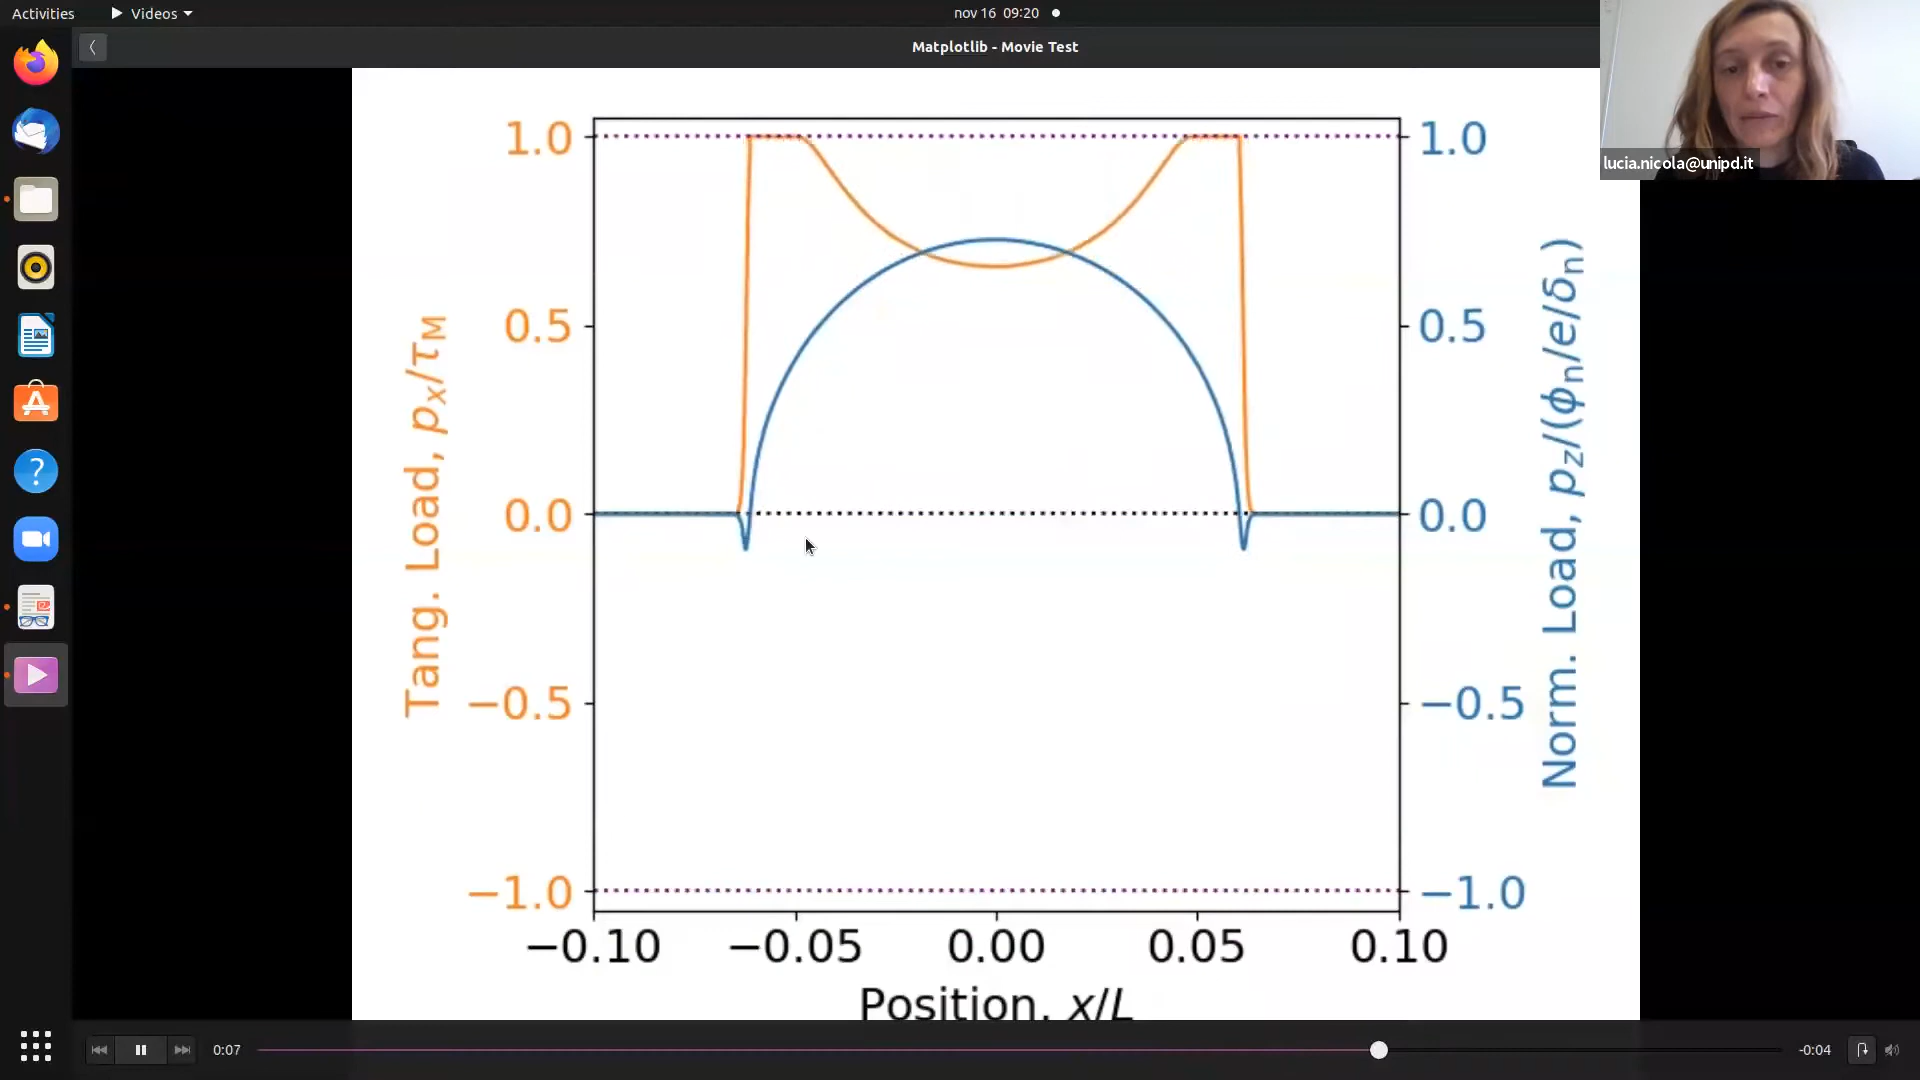 Activities
Videos
nov 16 09:20
Matplotlib - Movie Test
lucia.nicola@unipd.it
1.0
0.5
0.0
−0.5
−1.0
Tang. Load, pₓ/τ_M
1.0
0.5
0.0
−0.5
−1.0
Norm. Load, p_z/(ϕ_n/e/δ_n)
−0.10
−0.05
0.00
0.05
0.10
Position, x/L
0:07
-0:04